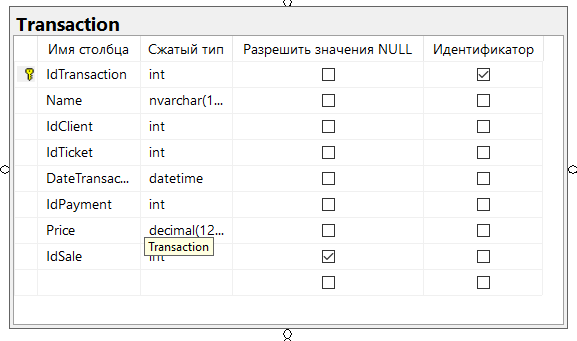 Transaction
Имя столбца Сжатый тип Разрешить значения NULL Идентификатор
IdTransaction int
Name nvarchar(1...
IdClient int
IdTicket int
DateTransac... datetime
IdPayment int
Price decimal(12...
Transaction
IdSale int